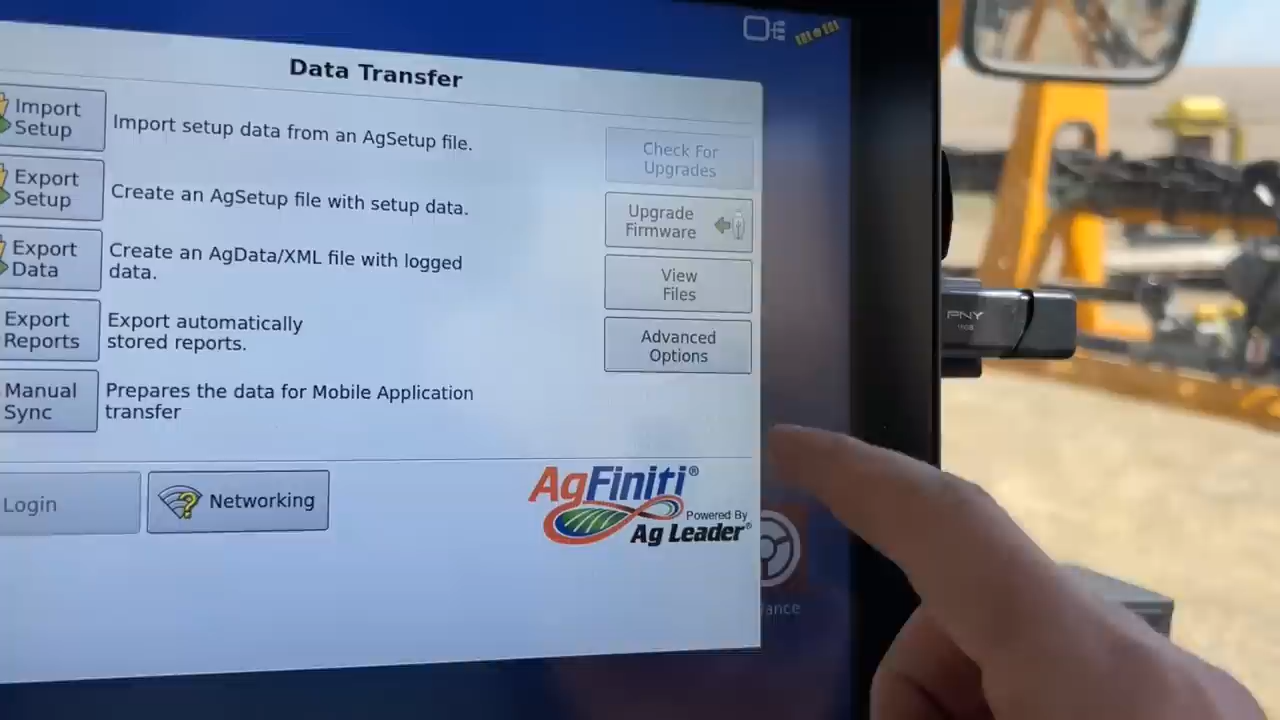 Data Transfer
Import
Setup
Import setup data from an AgSetup file.
Check For
Upgrades
Export
Setup
Create an AgSetup file with setup data.
Upgrade
Firmware
Export
Data
Create an AgData/XML file with logged
data.
View
Files
Export
Reports
Export automatically
stored reports.
Advanced
Options
Manual
Sync
Prepares the data for Mobile Application
transfer
Login
Networking
AgFiniti®
Powered By
Ag Leader®
PNY